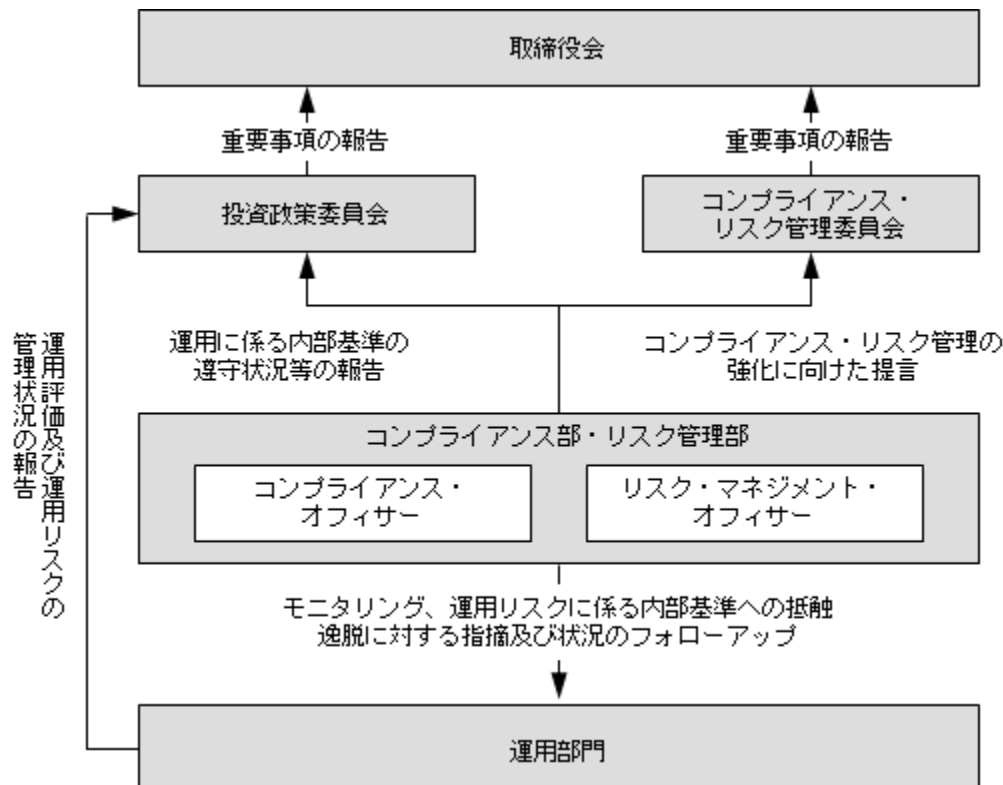 取締役会
重要事項の報告
重要事項の報告
投資政策委員会
コンプライアンス・
リスク管理委員会
運用に係る内部基準の
遵守状況等の報告
コンプライアンス・リスク管理の
強化に向けた提言
運用評価及び運用リスクの
管理状況の報告
コンプライアンス部・リスク管理部
コンプライアンス・
オフィサー
リスク・マネジメント・
オフィサー
モニタリング、運用リスクに係る内部基準への抵触
逸脱に対する指摘及び状況のフォローアップ
運用部門